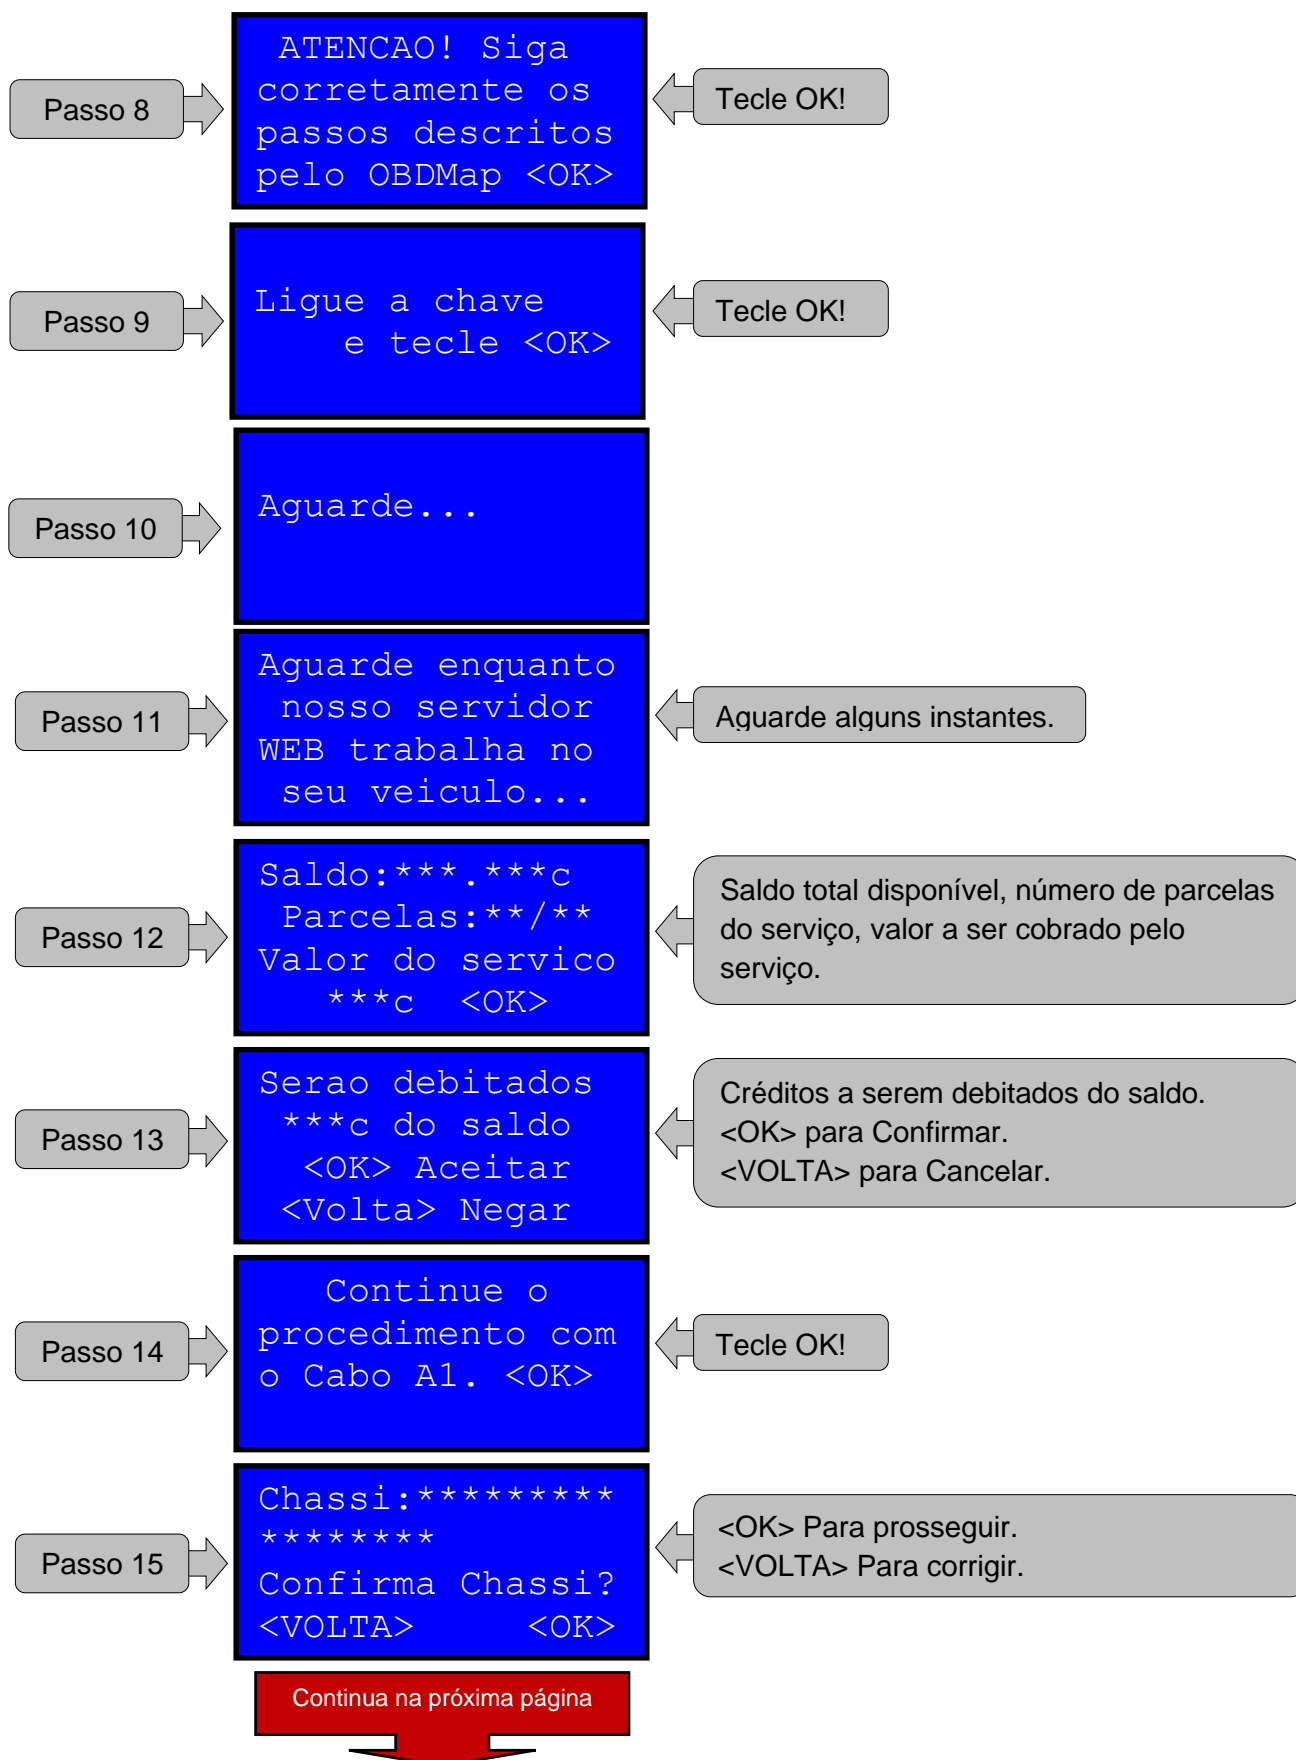 Passo 8
ATENCAO! Siga
corretamente os
passos descritos
pelo OBDMap <OK>
Tecle OK!
Passo 9
Ligue a chave
e tecle <OK>
Tecle OK!
Passo 10
Aguarde...
Passo 11
Aguarde enquanto
nosso servidor
WEB trabalha no
seu veiculo...
Aguarde alguns instantes.
Passo 12
Saldo:***.***c
Parcelas:**/**
Valor do servico
***c <OK>
Saldo total disponível, número de parcelas
do serviço, valor a ser cobrado pelo
serviço.
Passo 13
Serao debitados
***c do saldo
<OK> Aceitar
<Volta> Negar
Créditos a serem debitados do saldo.
<OK> para Confirmar.
<VOLTA> para Cancelar.
Passo 14
Continue o
procedimento com
o Cabo A1. <OK>
Tecle OK!
Passo 15
Chassi:*********
********
Confirma Chassi?
<VOLTA> <OK>
<OK> Para prosseguir.
<VOLTA> Para corrigir.
Continua na próxima página